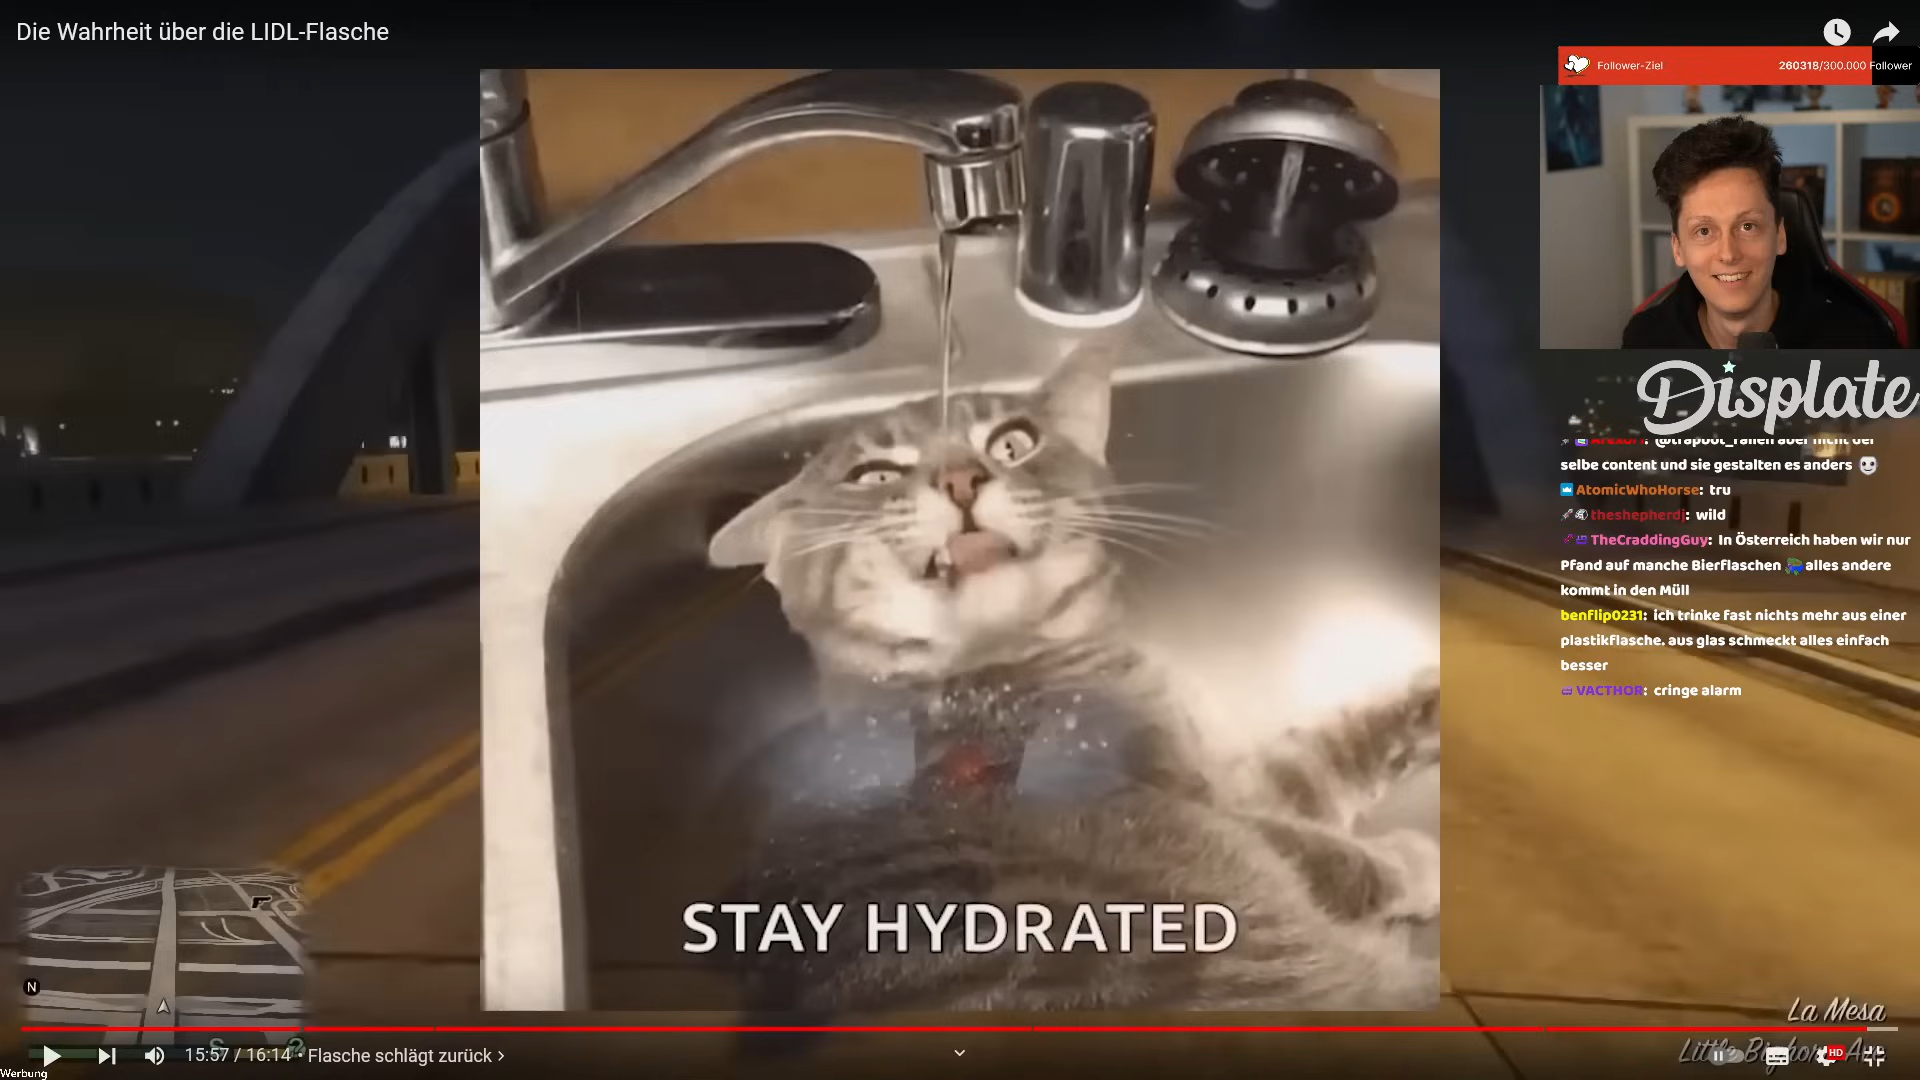 Die Wahrheit über die LIDL-Flasche
Follower-Ziel
260318/300.000 Follower
Displate
selbe content und sie gestalten es anders
AtomicWhoHorse: tru
theshepherdj: wild
TheCraddingGuy: In Österreich haben wir nur
Pfand auf manche Bierflaschen alles andere
kommt in den Müll
benflip0231: ich trinke fast nichts mehr aus einer
plastikflasche. aus glas schmeckt alles einfach
besser
VACTHOR: cringe alarm
STAY HYDRATED
N
La Mesa
15:57 / 16:14 • Flasche schlägt zurück
HD
Werbung